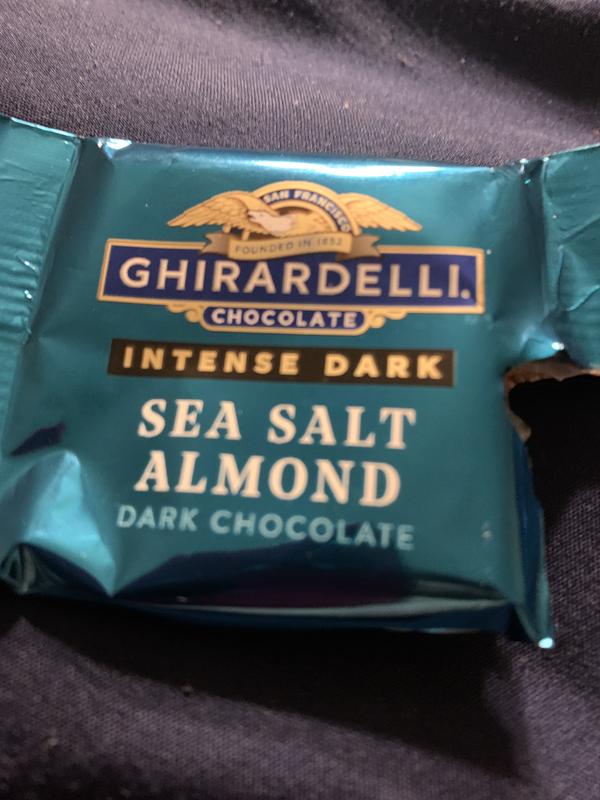 SAN FRANCISCO
FOUNDED IN 1852
GHIRARDELLI®
CHOCOLATE
INTENSE DARK
SEA SALT
ALMOND
DARK CHOCOLATE